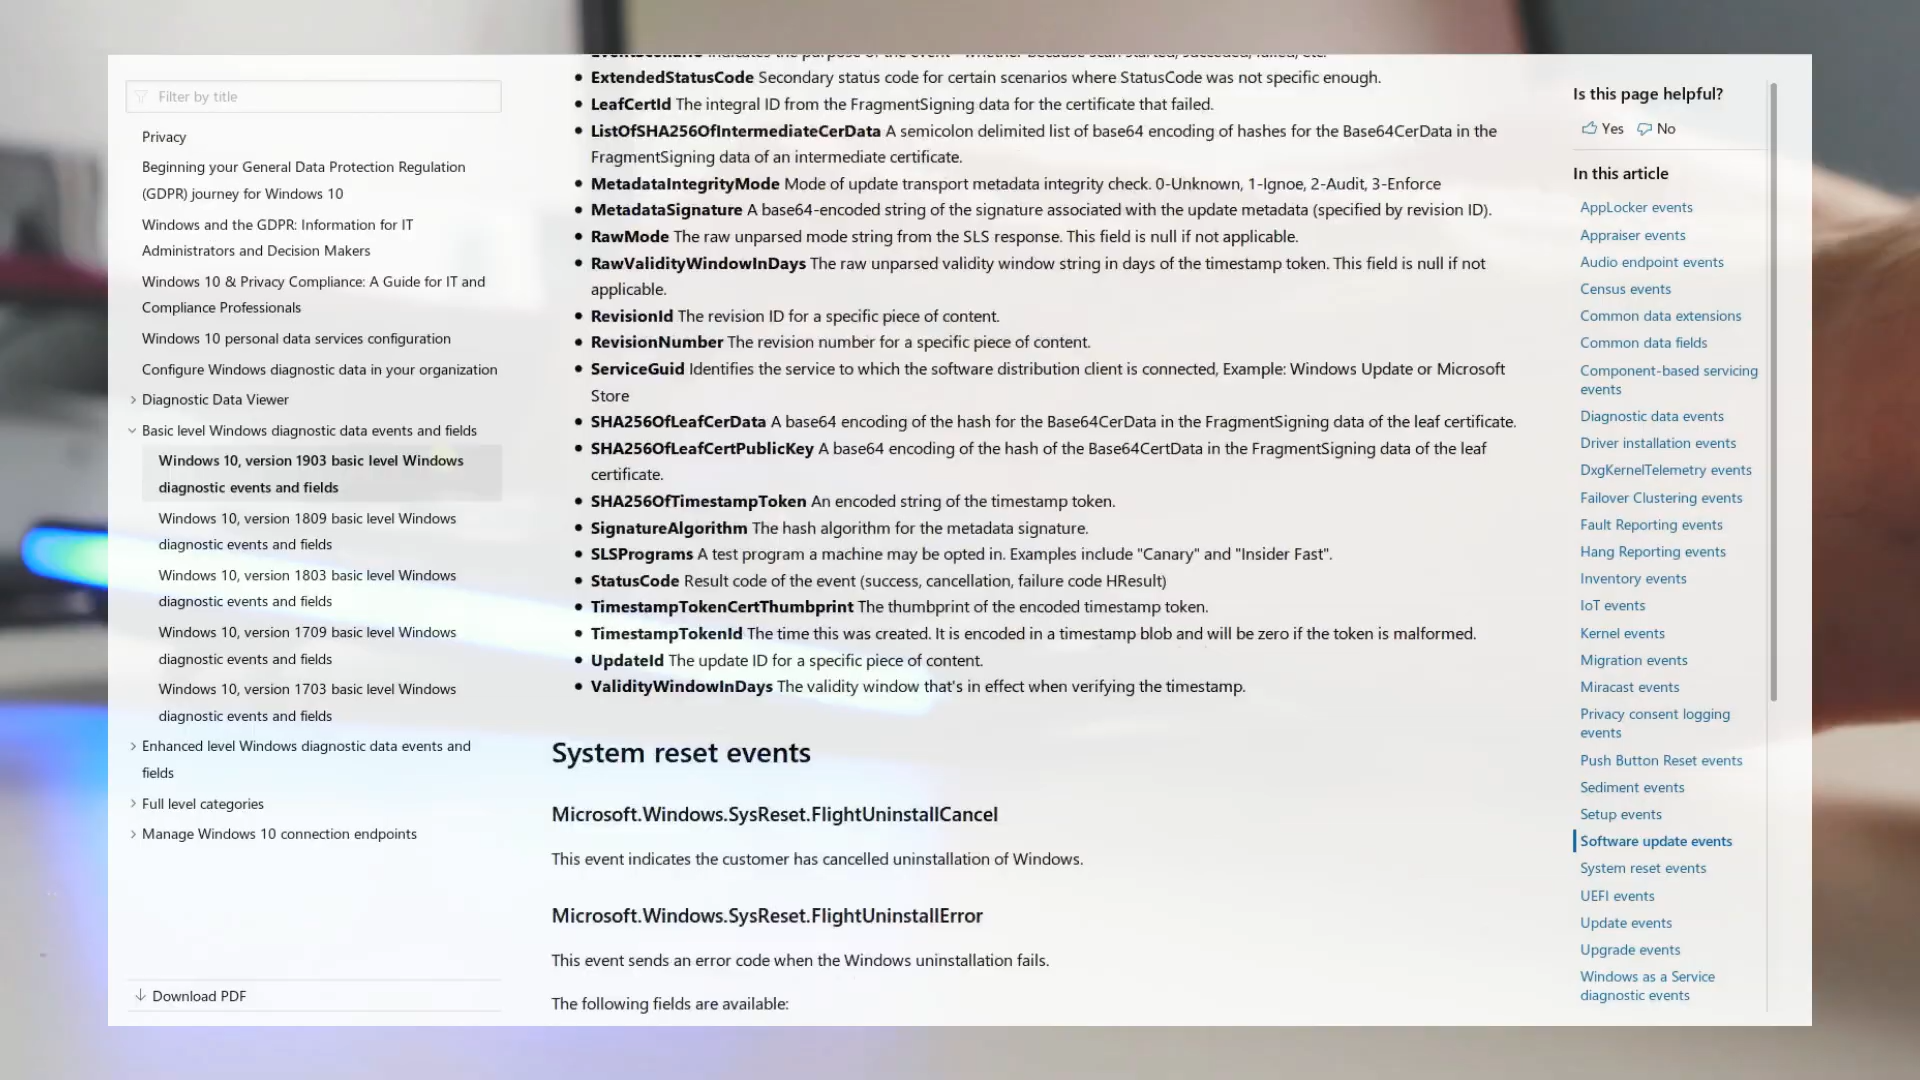 Filter by title
Privacy
Beginning your General Data Protection Regulation
(GDPR) journey for Windows 10
Windows and the GDPR: Information for IT
Administrators and Decision Makers
Windows 10 & Privacy Compliance: A Guide for IT and
Compliance Professionals
Windows 10 personal data services configuration
Configure Windows diagnostic data in your organization
Diagnostic Data Viewer
Basic level Windows diagnostic data events and fields
Windows 10, version 1903 basic level Windows
diagnostic events and fields
Windows 10, version 1809 basic level Windows
diagnostic events and fields
Windows 10, version 1803 basic level Windows
diagnostic events and fields
Windows 10, version 1709 basic level Windows
diagnostic events and fields
Windows 10, version 1703 basic level Windows
diagnostic events and fields
Enhanced level Windows diagnostic data events and
fields
Full level categories
Manage Windows 10 connection endpoints
Download PDF
ExtendedStatusCode Secondary status code for certain scenarios where StatusCode was not specific enough.
LeafCertId The integral ID from the FragmentSigning data for the certificate that failed.
ListOfSHA256OfIntermediateCerData A semicolon delimited list of base64 encoding of hashes for the Base64CerData in the
FragmentSigning data of an intermediate certificate.
MetadataIntegrityMode Mode of update transport metadata integrity check. 0-Unknown, 1-Ignoe, 2-Audit, 3-Enforce
MetadataSignature A base64-encoded string of the signature associated with the update metadata (specified by revision ID).
RawMode The raw unparsed mode string from the SLS response. This field is null if not applicable.
RawValidityWindowInDays The raw unparsed validity window string in days of the timestamp token. This field is null if not
applicable.
RevisionId The revision ID for a specific piece of content.
RevisionNumber The revision number for a specific piece of content.
ServiceGuid Identifies the service to which the software distribution client is connected, Example: Windows Update or Microsoft
Store
SHA256OfLeafCerData A base64 encoding of the hash for the Base64CerData in the FragmentSigning data of the leaf certificate.
SHA256OfLeafCertPublicKey A base64 encoding of the hash of the Base64CertData in the FragmentSigning data of the leaf
certificate.
SHA256OfTimestampToken An encoded string of the timestamp token.
SignatureAlgorithm The hash algorithm for the metadata signature.
SLSPrograms A test program a machine may be opted in. Examples include "Canary" and "Insider Fast".
StatusCode Result code of the event (success, cancellation, failure code HResult)
TimestampTokenCertThumbprint The thumbprint of the encoded timestamp token.
TimestampTokenId The time this was created. It is encoded in a timestamp blob and will be zero if the token is malformed.
UpdateId The update ID for a specific piece of content.
ValidityWindowInDays The validity window that's in effect when verifying the timestamp.
System reset events
Microsoft.Windows.SysReset.FlightUninstallCancel
This event indicates the customer has cancelled uninstallation of Windows.
Microsoft.Windows.SysReset.FlightUninstallError
This event sends an error code when the Windows uninstallation fails.
The following fields are available:
Is this page helpful?
Yes No
In this article
AppLocker events
Appraiser events
Audio endpoint events
Census events
Common data extensions
Common data fields
Component-based servicing
events
Diagnostic data events
Driver installation events
DxgKernelTelemetry events
Failover Clustering events
Fault Reporting events
Hang Reporting events
Inventory events
IoT events
Kernel events
Migration events
Miracast events
Privacy consent logging
events
Push Button Reset events
Sediment events
Setup events
Software update events
System reset events
UEFI events
Update events
Upgrade events
Windows as a Service
diagnostic events